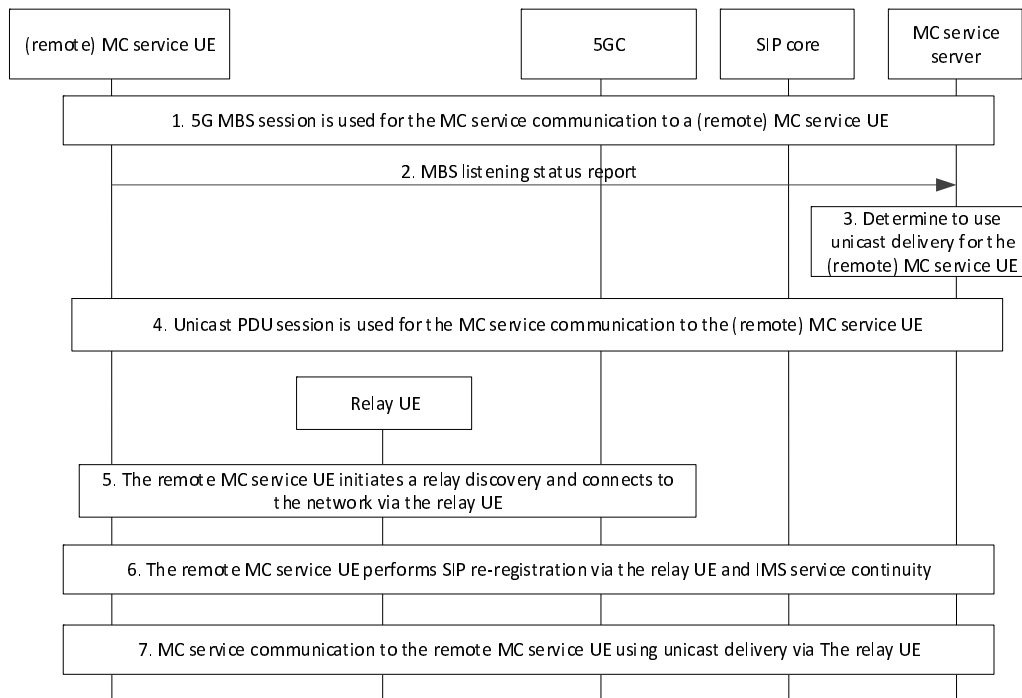 (remote) MC service UE
5GC
SIP core
MC service
server
1. 5G MBS session is used for the MC service communication to a (remote) MC service UE
2. MBS listening status report
3. Determine to use
unicast delivery for the
(remote) MC service UE
4. Unicast PDU session is used for the MC service communication to the (remote) MC service UE
Relay UE
5. The remote MC service UE initiates a relay discovery and connects to
the network via the relay UE
6. The remote MC service UE performs SIP re-registration via the relay UE and IMS service continuity
7. MC service communication to the remote MC service UE using unicast delivery via The relay UE